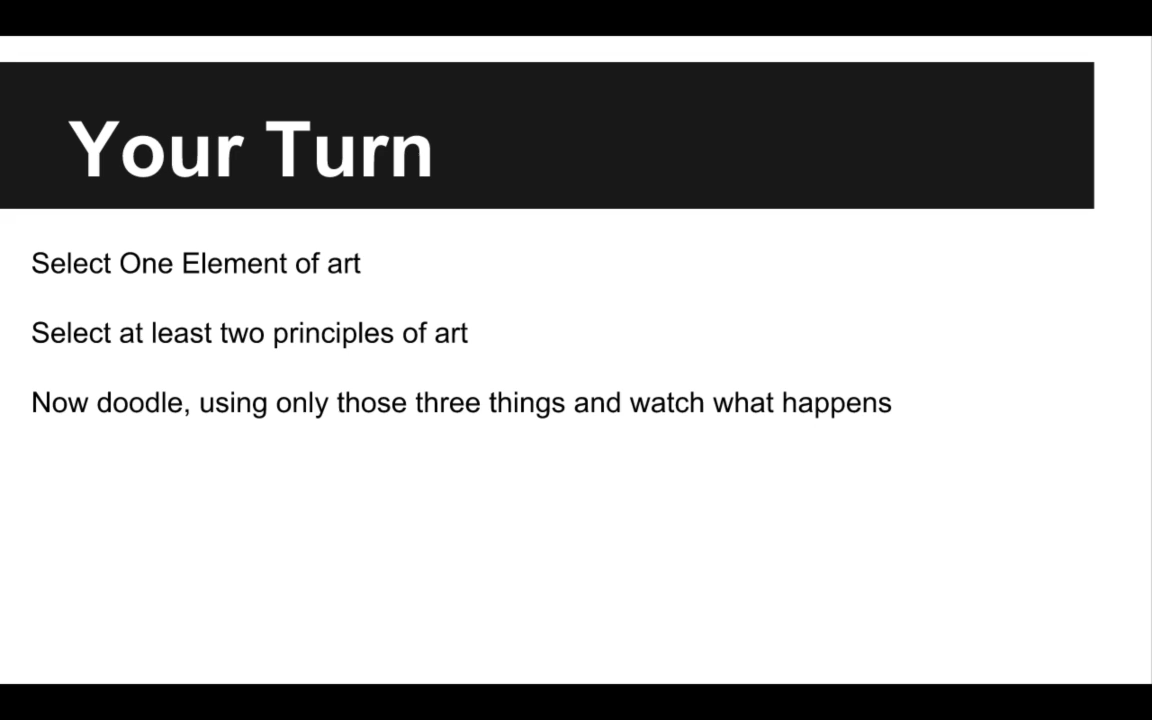 Your Turn
Select One Element of art
Select at least two principles of art
Now doodle, using only those three things and watch what happens